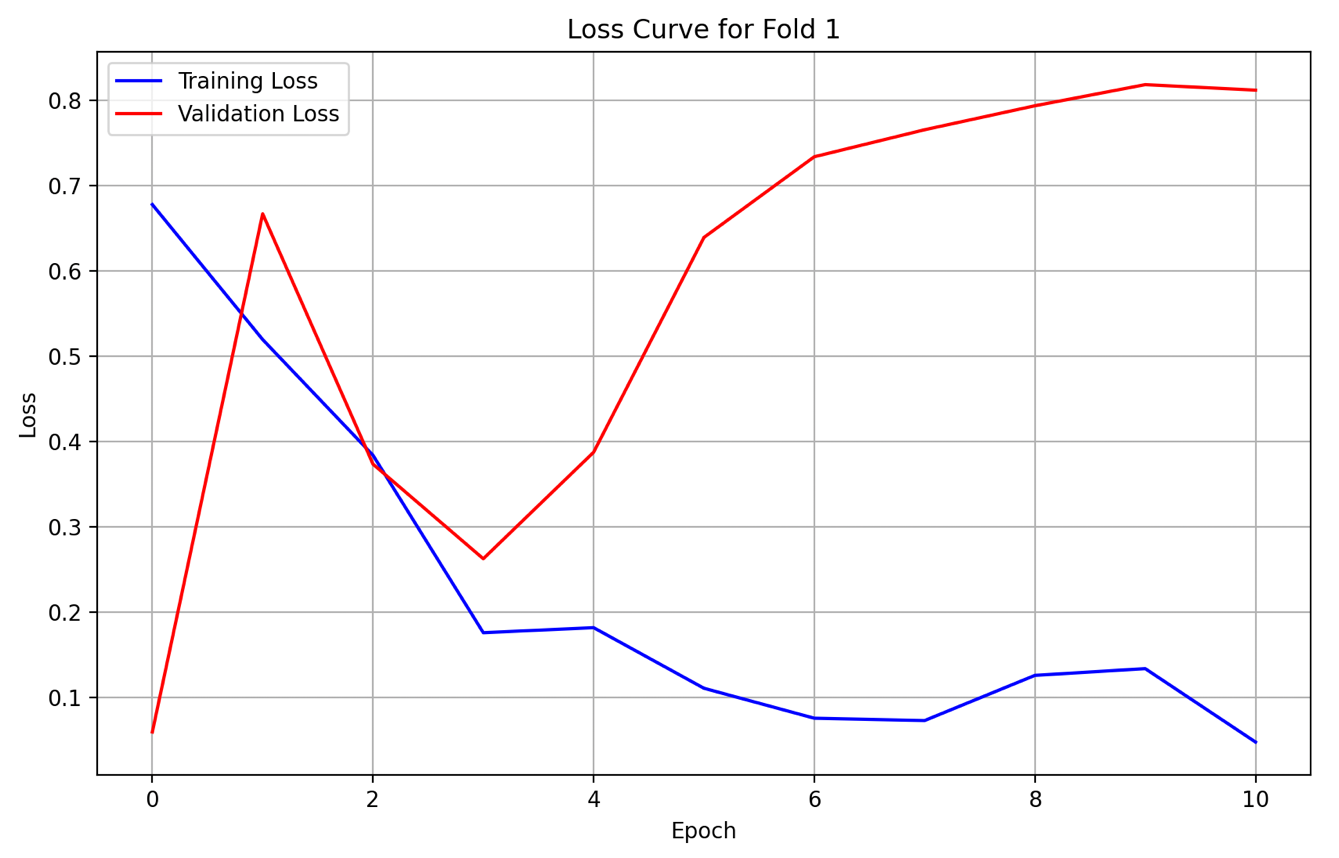 Loss Curve for Fold 1
Training Loss
Validation Loss
0.8
0.7
0.6
0.5
0.4
0.3
0.2
0.1
Loss
0 2 4 6 8 10
Epoch